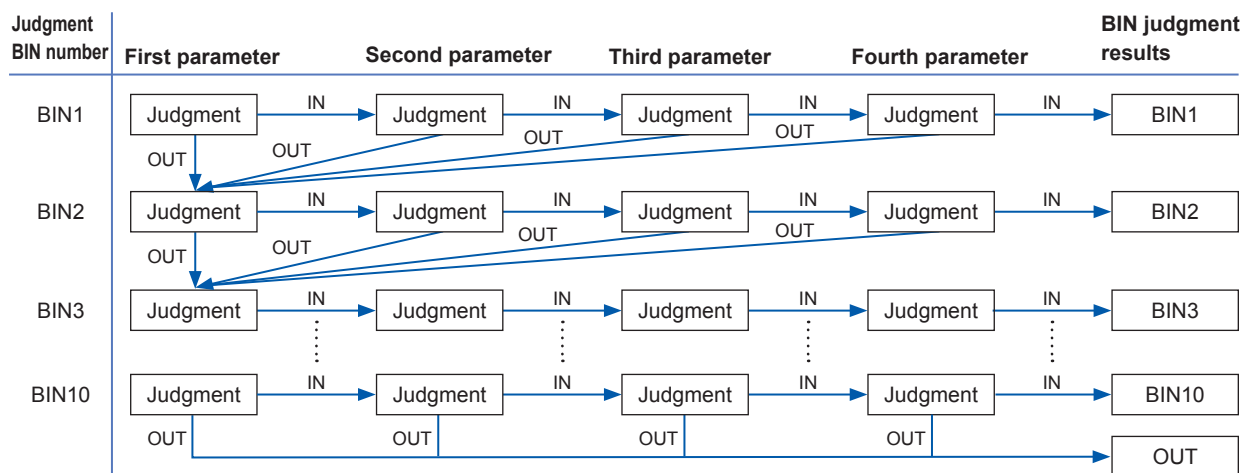 Judgment
BIN number
First parameter
Second parameter
Third parameter
Fourth parameter
BIN judgment
results
BIN1
Judgment
IN
Judgment
IN
Judgment
IN
Judgment
IN
BIN1
OUT
OUT
OUT
OUT
BIN2
Judgment
IN
Judgment
IN
Judgment
IN
Judgment
IN
BIN2
OUT
OUT
OUT
OUT
BIN3
Judgment
IN
Judgment
IN
Judgment
IN
Judgment
IN
BIN3
BIN10
Judgment
IN
Judgment
IN
Judgment
IN
Judgment
IN
BIN10
OUT
OUT
OUT
OUT
OUT